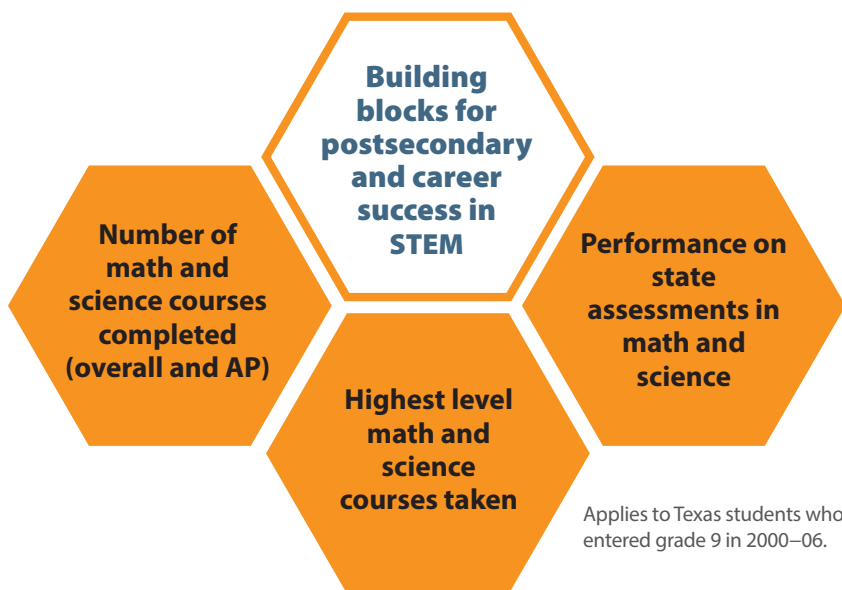 Building
blocks for
postsecondary
and career
success in
STEM
Number of
math and
science courses
completed
(overall and AP)
Highest level
math and
science
courses taken
Performance on
state
assessments in
math and
science
Applies to Texas students who
entered grade 9 in 2000–06.